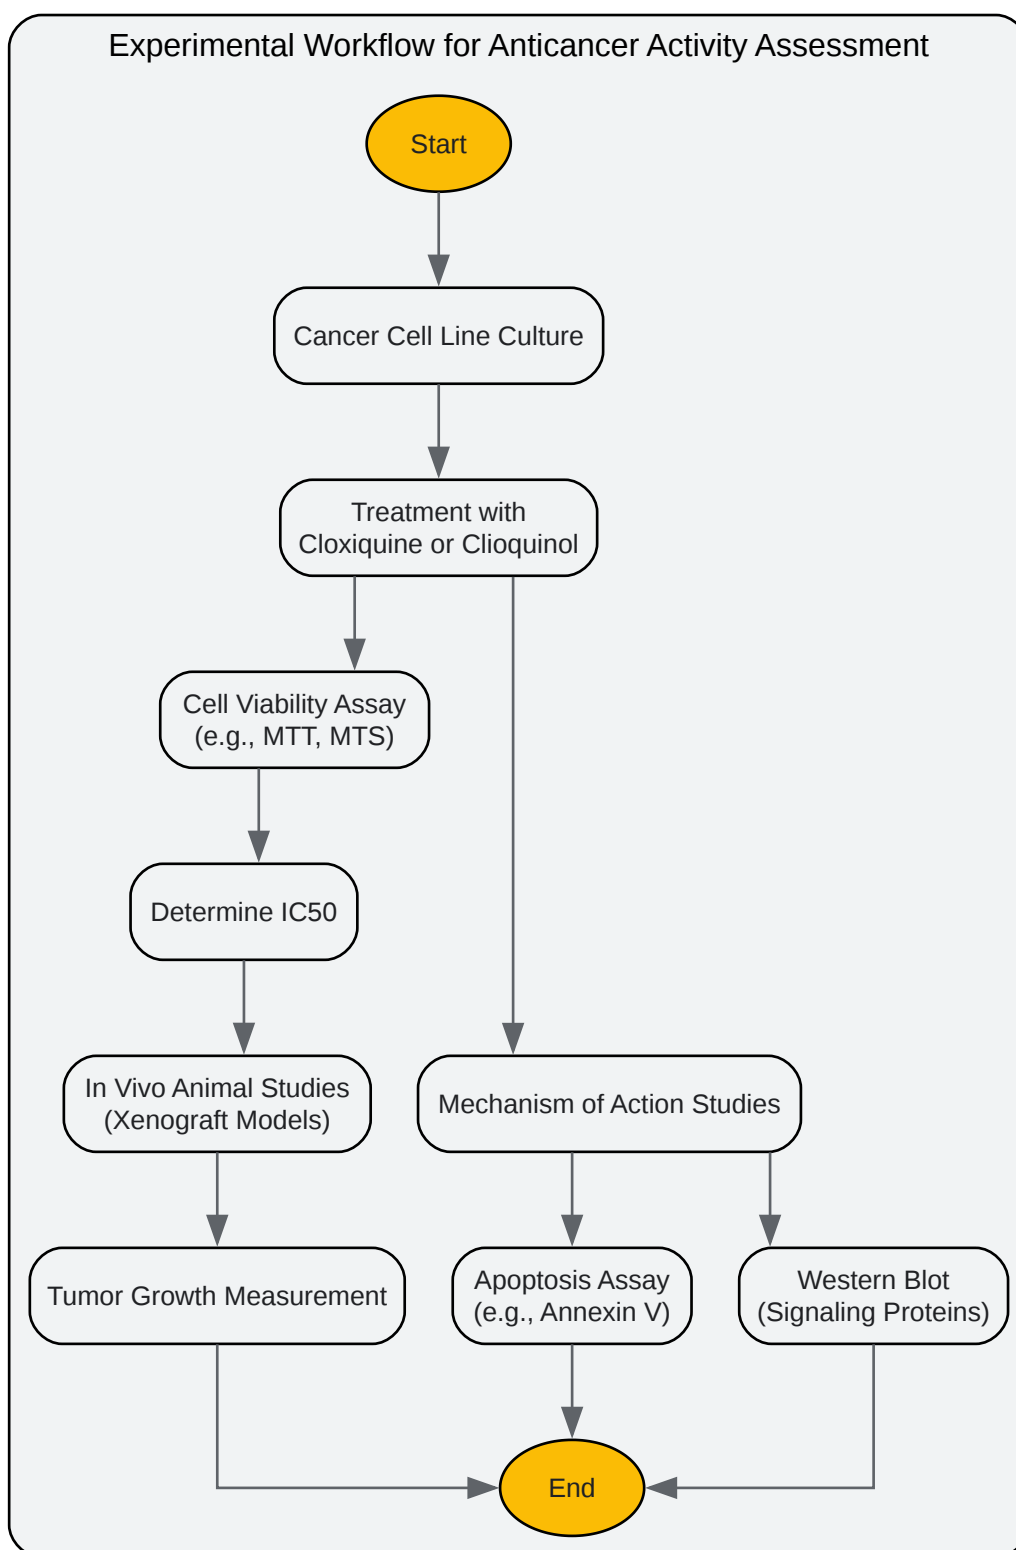 Experimental Workflow for Anticancer Activity Assessment
Start
Cancer Cell Line Culture
Treatment with
Cloxiquine or Clioquinol
Cell Viability Assay
(e.g., MTT, MTS)
Determine IC50
In Vivo Animal Studies
(Xenograft Models)
Mechanism of Action Studies
Tumor Growth Measurement
Apoptosis Assay
(e.g., Annexin V)
Western Blot
(Signaling Proteins)
End